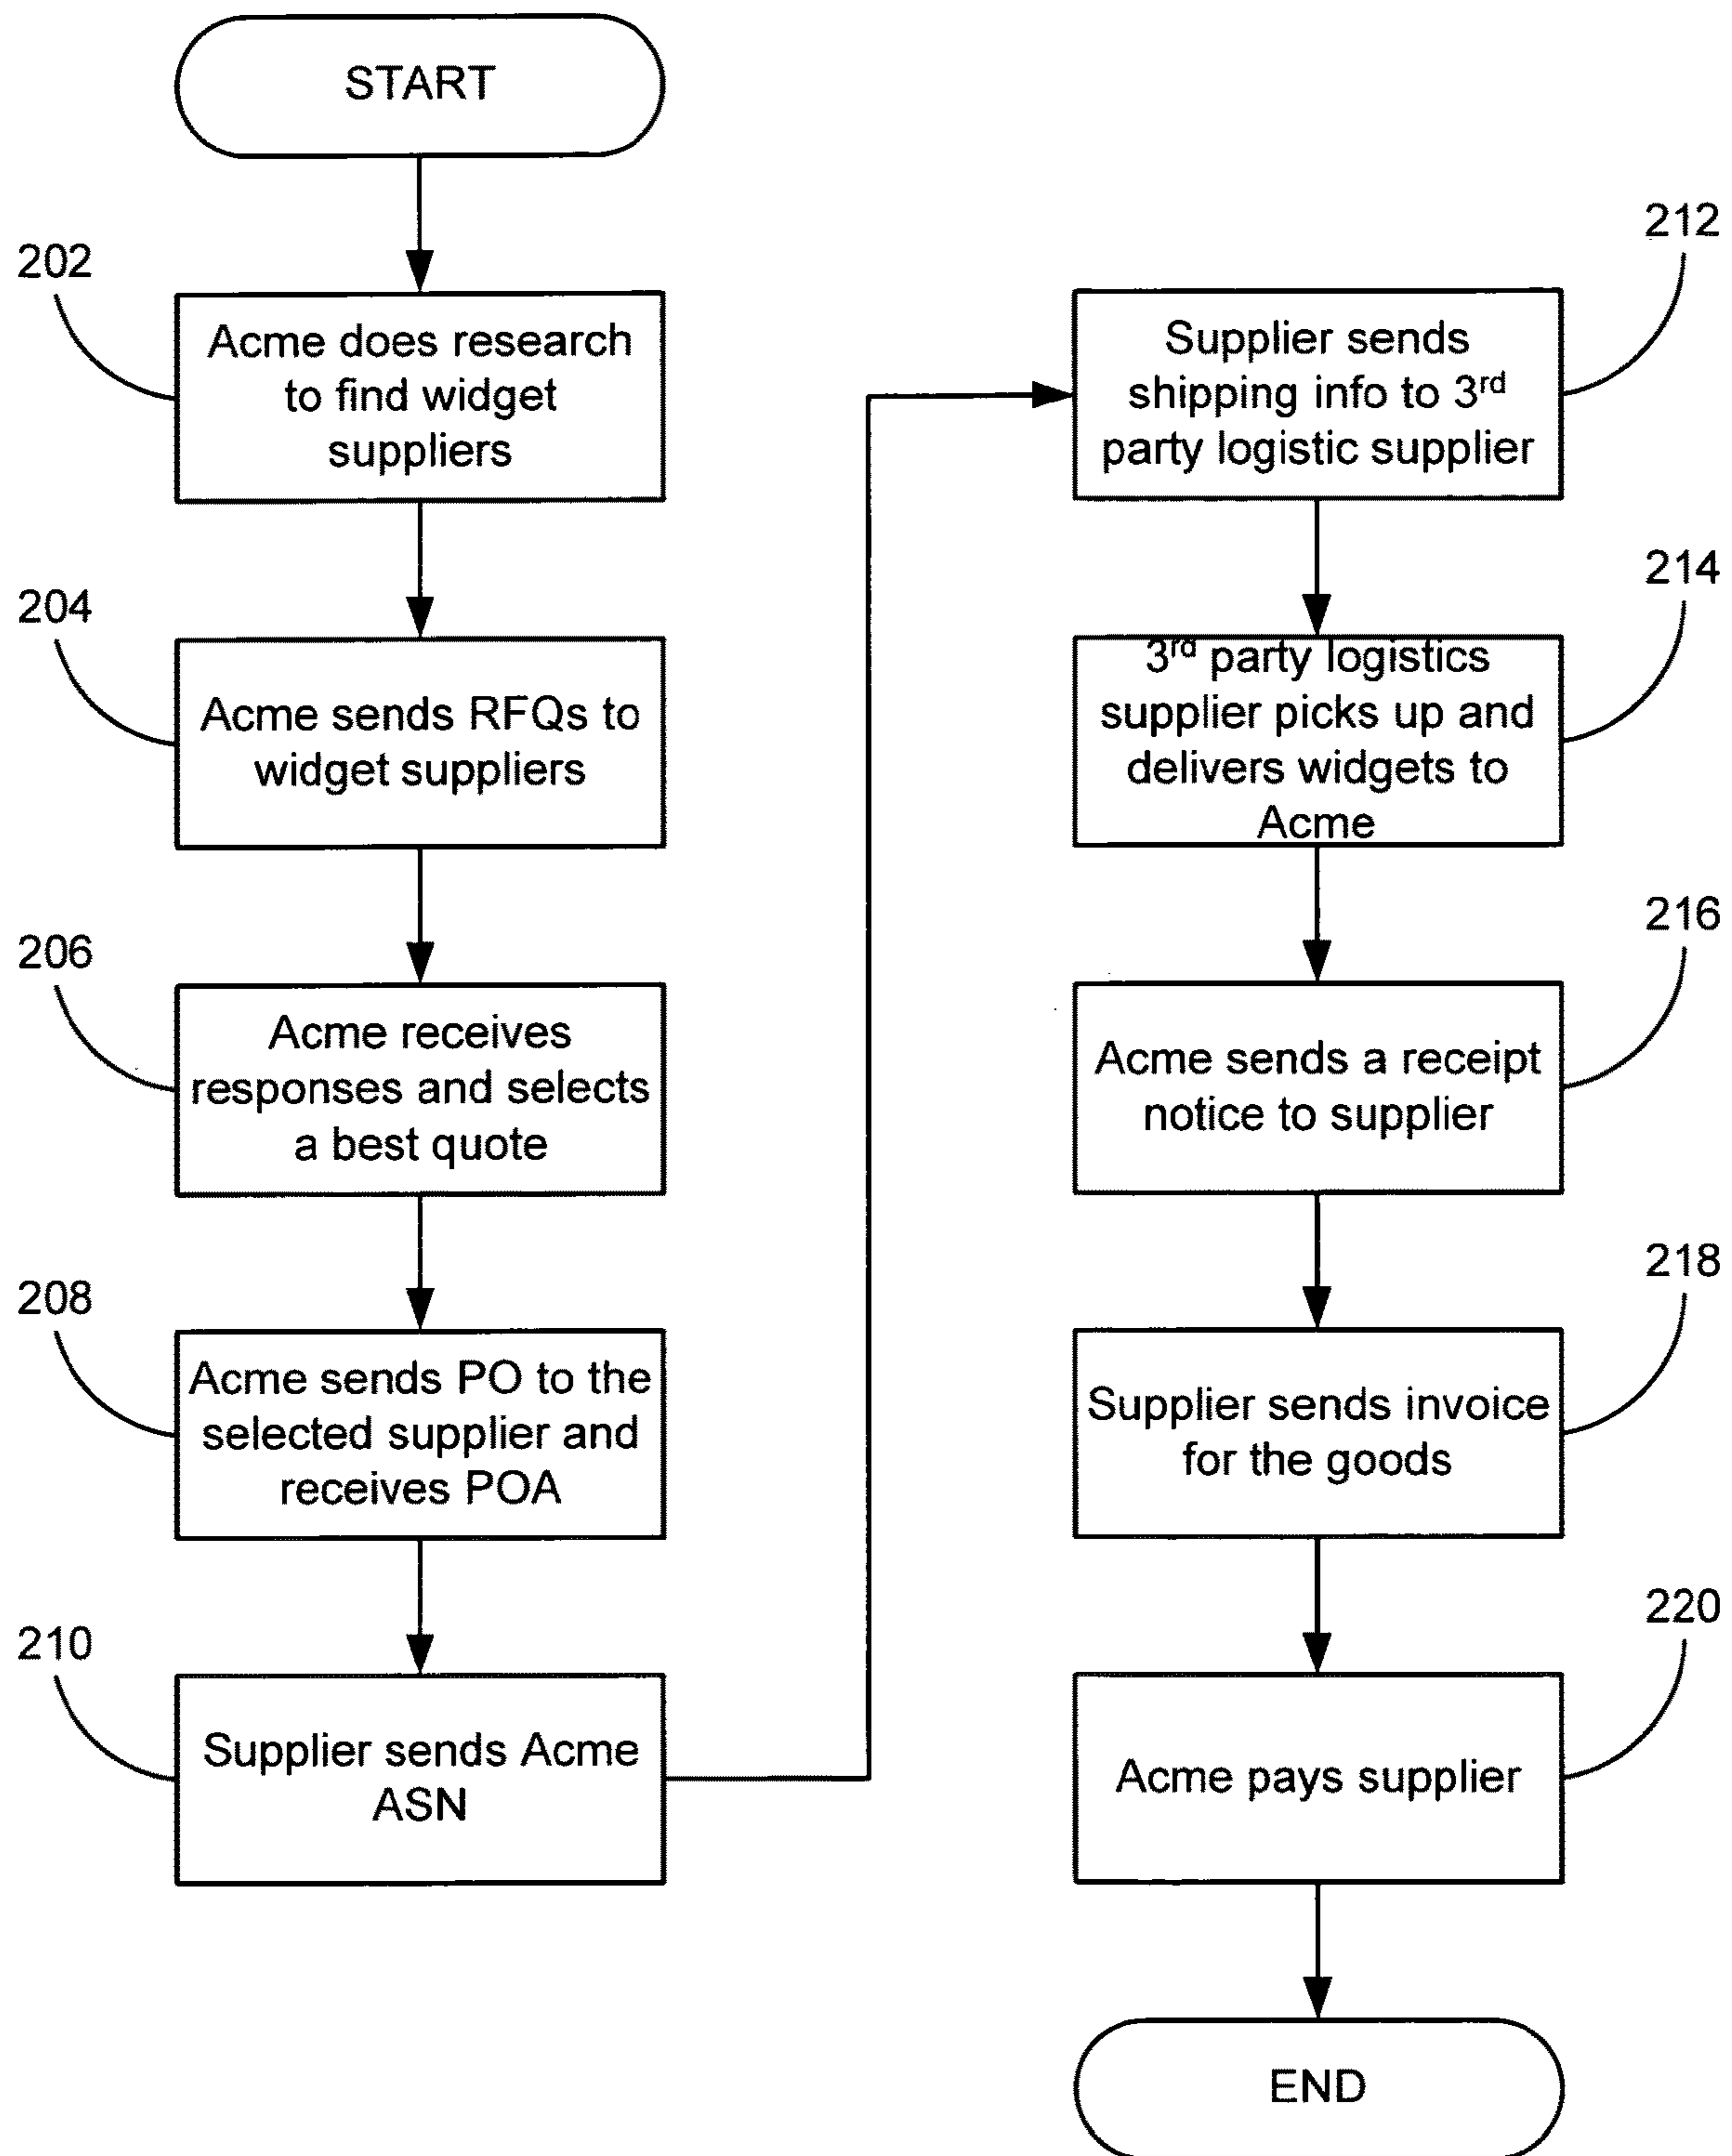 START
202
Acme does research
to find widget
suppliers
204
Acme sends RFQs to
widget suppliers
206
Acme receives
responses and selects
a best quote
208
Acme sends PO to the
selected supplier and
receives POA
210
Supplier sends Acme
ASN
212
Supplier sends
shipping info to 3rd
party logistic supplier
214
3rd party logistics
supplier picks up and
delivers widgets to
Acme
216
Acme sends a receipt
notice to supplier
218
Supplier sends invoice
for the goods
220
Acme pays supplier
END